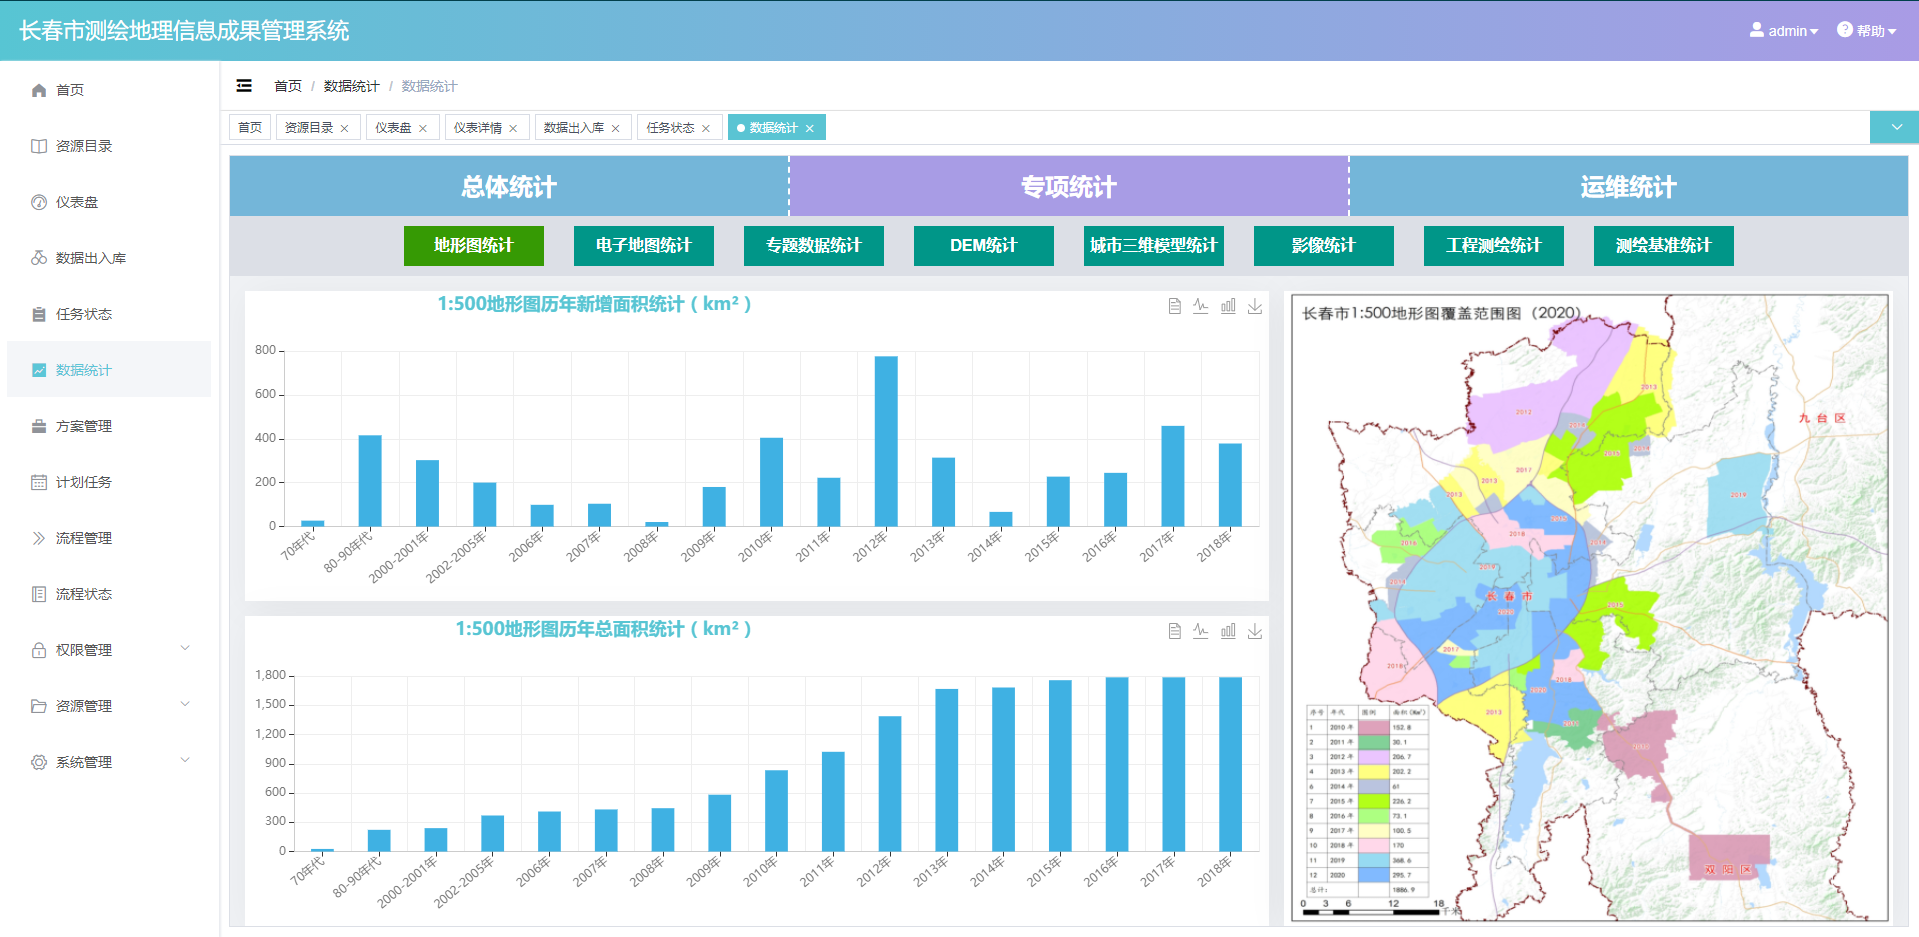 长春市测绘地理信息成果管理系统
admin
帮助
首页
资源目录
仪表盘
数据出入库
任务状态
数据统计
方案管理
计划任务
流程管理
流程状态
权限管理
资源管理
系统管理
首页 / 数据统计 / 数据统计
首页 资源目录 × 仪表盘 × 仪表详情 × 数据出入库 × 任务状态 × 数据统计 ×
总体统计 专项统计 运维统计
地形图统计 电子地图统计 专题数据统计 DEM统计 城市三维模型统计 影像统计 工程测绘统计 测绘基准统计
1:500地形图历年新增面积统计（km²）
800
600
400
200
0
70年代 80-90年代 2000-2001年 2002-2005年 2006年 2007年 2008年 2009年 2010年 2011年 2012年 2013年 2014年 2015年 2016年 2017年 2018年
1:500地形图历年总面积统计（km²）
1,800
1,500
1,200
900
600
300
0
70年代 80-90年代 2000-2001年 2002-2005年 2006年 2007年 2008年 2009年 2010年 2011年 2012年 2013年 2014年 2015年 2016年 2017年 2018年
长春市1:500地形图覆盖范围图（2020）
2013
2012
九台区
2015
2017
2013
2013
2019
2015
2018
2016
2019
长春市
2020
2015
2017
2018
2018
2020
2013
2011
2010
双阳区
序号 年代 图例 面积(Km²)
1 2010年 152.8
2 2011年 30.1
3 2012年 206.7
4 2013年 202.2
6 2014年 61
7 2015年 226.2
8 2016年 73.1
9 2017年 100.5
10 2018年 170
11 2019 368.6
12 2020 295.7
总计: 1886.9
0 3 6 12 18
千米